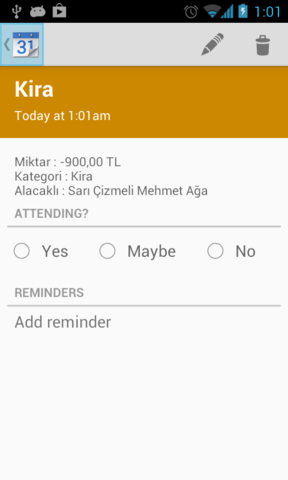 1:01
31
Kira
Today at 1:01am
Miktar : -900,00 TL
Kategori : Kira
Alacaklı : Sarı Çizmeli Mehmet Ağa
ATTENDING?
Yes Maybe No
REMINDERS
Add reminder